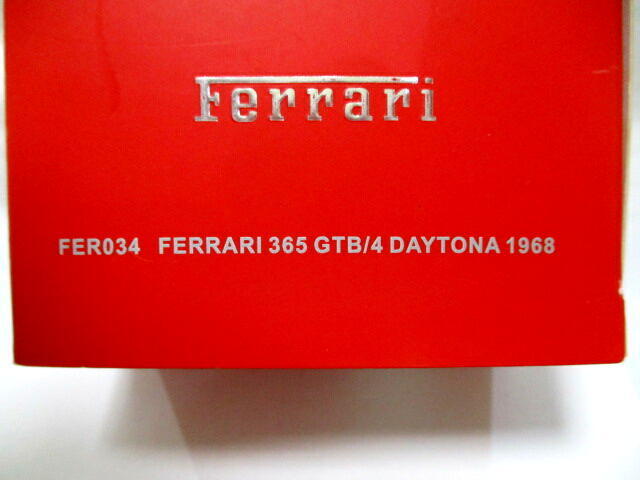 Ferrari
FER034 FERRARI 365 GTB/4 DAYTONA 1968